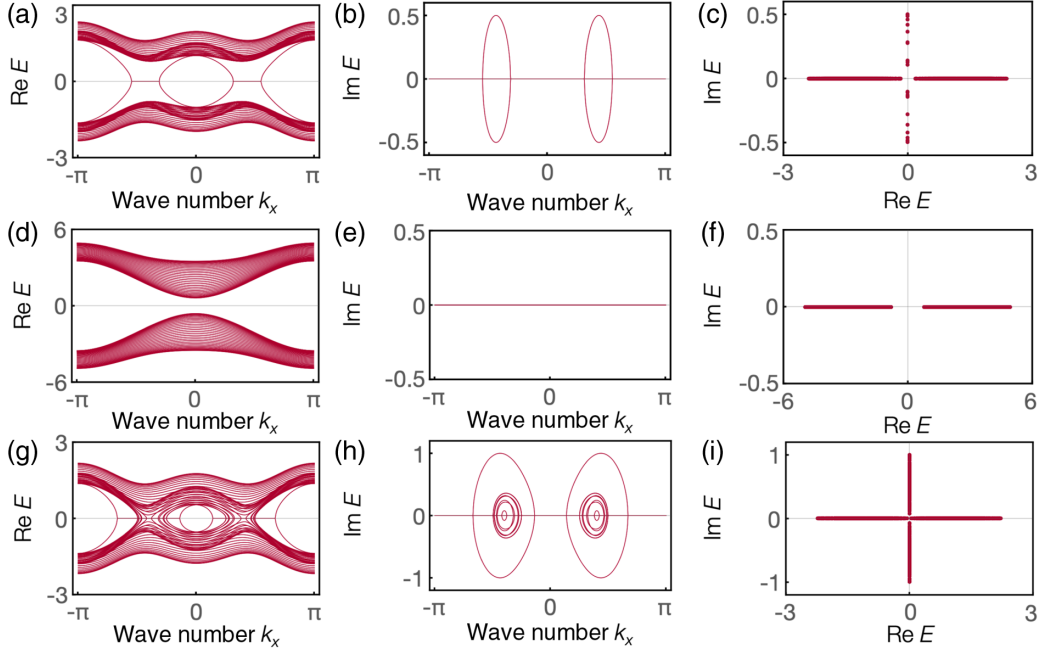 (a)
3
0
-3
Re E
-π
0
π
Wave number kx
(b)
0.5
0
-0.5
Im E
-π
0
π
Wave number kx
(c)
0.5
0
-0.5
Im E
-3
0
3
Re E
(d)
6
0
-6
Re E
-π
0
π
Wave number kx
(e)
0.5
0
-0.5
Im E
-π
0
π
Wave number kx
(f)
0.5
0
-0.5
Im E
-6
0
6
Re E
(g)
3
0
-3
Re E
-π
0
π
Wave number kx
(h)
1
0
-1
Im E
-π
0
π
Wave number kx
(i)
1
0
-1
Im E
-3
0
3
Re E